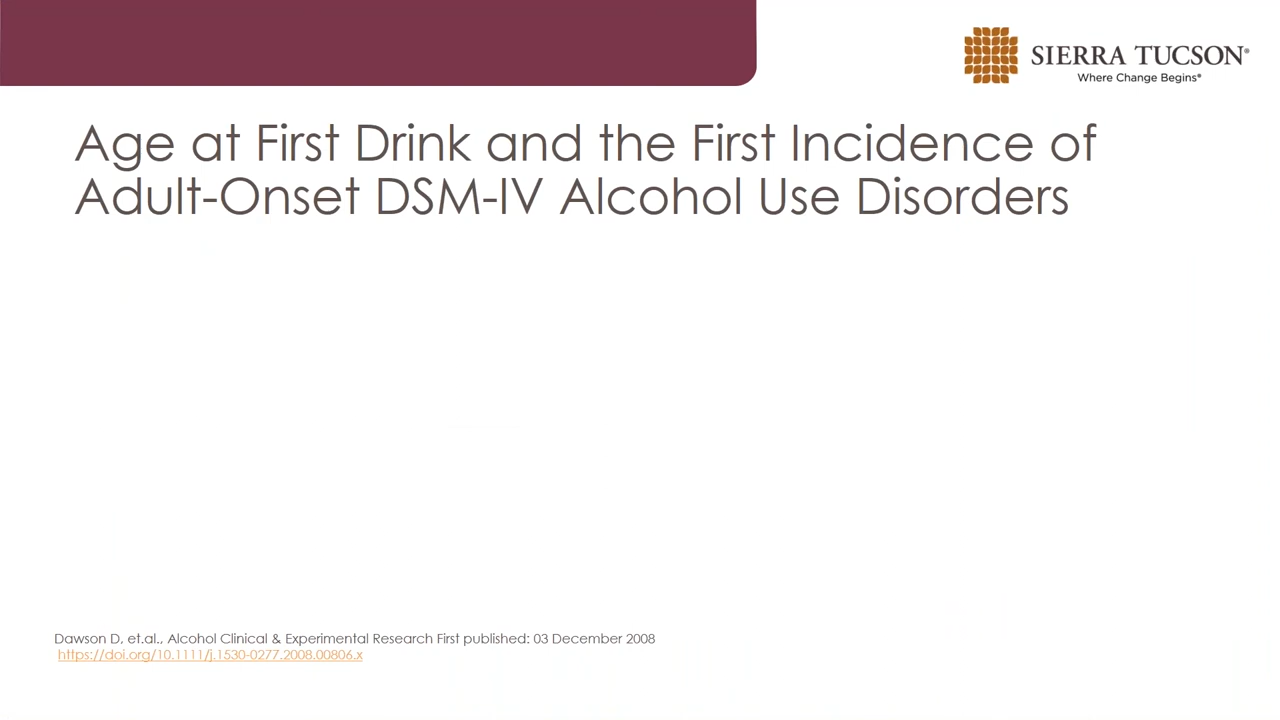 SIERRA TUCSON®
Where Change Begins®
Age at First Drink and the First Incidence of
Adult-Onset DSM-IV Alcohol Use Disorders
Dawson D, et.al., Alcohol Clinical & Experimental Research First published: 03 December 2008
https://doi.org/10.1111/j.1530-0277.2008.00806.x